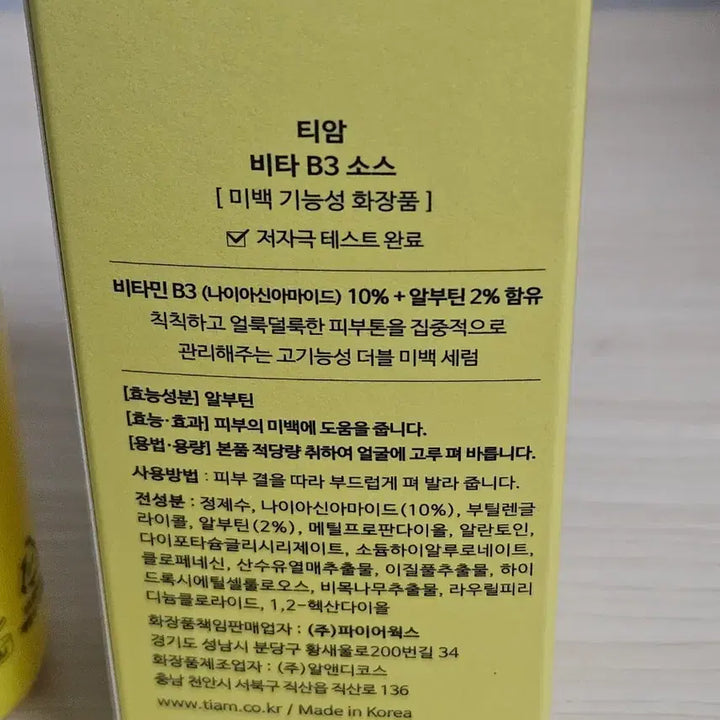 티암
비타 B3 소스
[ 미백 기능성 화장품 ]
☑ 저자극 테스트 완료
비타민 B3 (나이아신아마이드) 10% + 알부틴 2% 함유
칙칙하고 얼룩덜룩한 피부톤을 집중적으로
관리해주는 고기능성 더블 미백 세럼
[효능성분] 알부틴
[효능·효과] 피부의 미백에 도움을 줍니다.
[용법·용량] 본품 적당량 취하여 얼굴에 고루 펴 바릅니다.
사용방법 : 피부 결을 따라 부드럽게 펴 발라 줍니다.
전성분 : 정제수, 나이아신아마이드(10%), 부틸렌글
라이콜, 알부틴(2%), 메틸프로판다이올, 알란토인,
다이포타슘글리시리제이트, 소듐하이알루로네이트,
클로페네신, 산수유열매추출물, 이질풀추출물, 하이
드록시에틸셀룰로오스, 비목나무추출물, 라우릴피리
디늄클로라이드, 1,2-헥산다이올
화장품책임판매업자 : (주)파이어웍스
경기도 성남시 분당구 황새울로200번길 34
화장품제조업자 : (주)알앤디코스
충남 천안시 서북구 직산읍 직산로 136
www.tiam.co.kr / Made in Korea